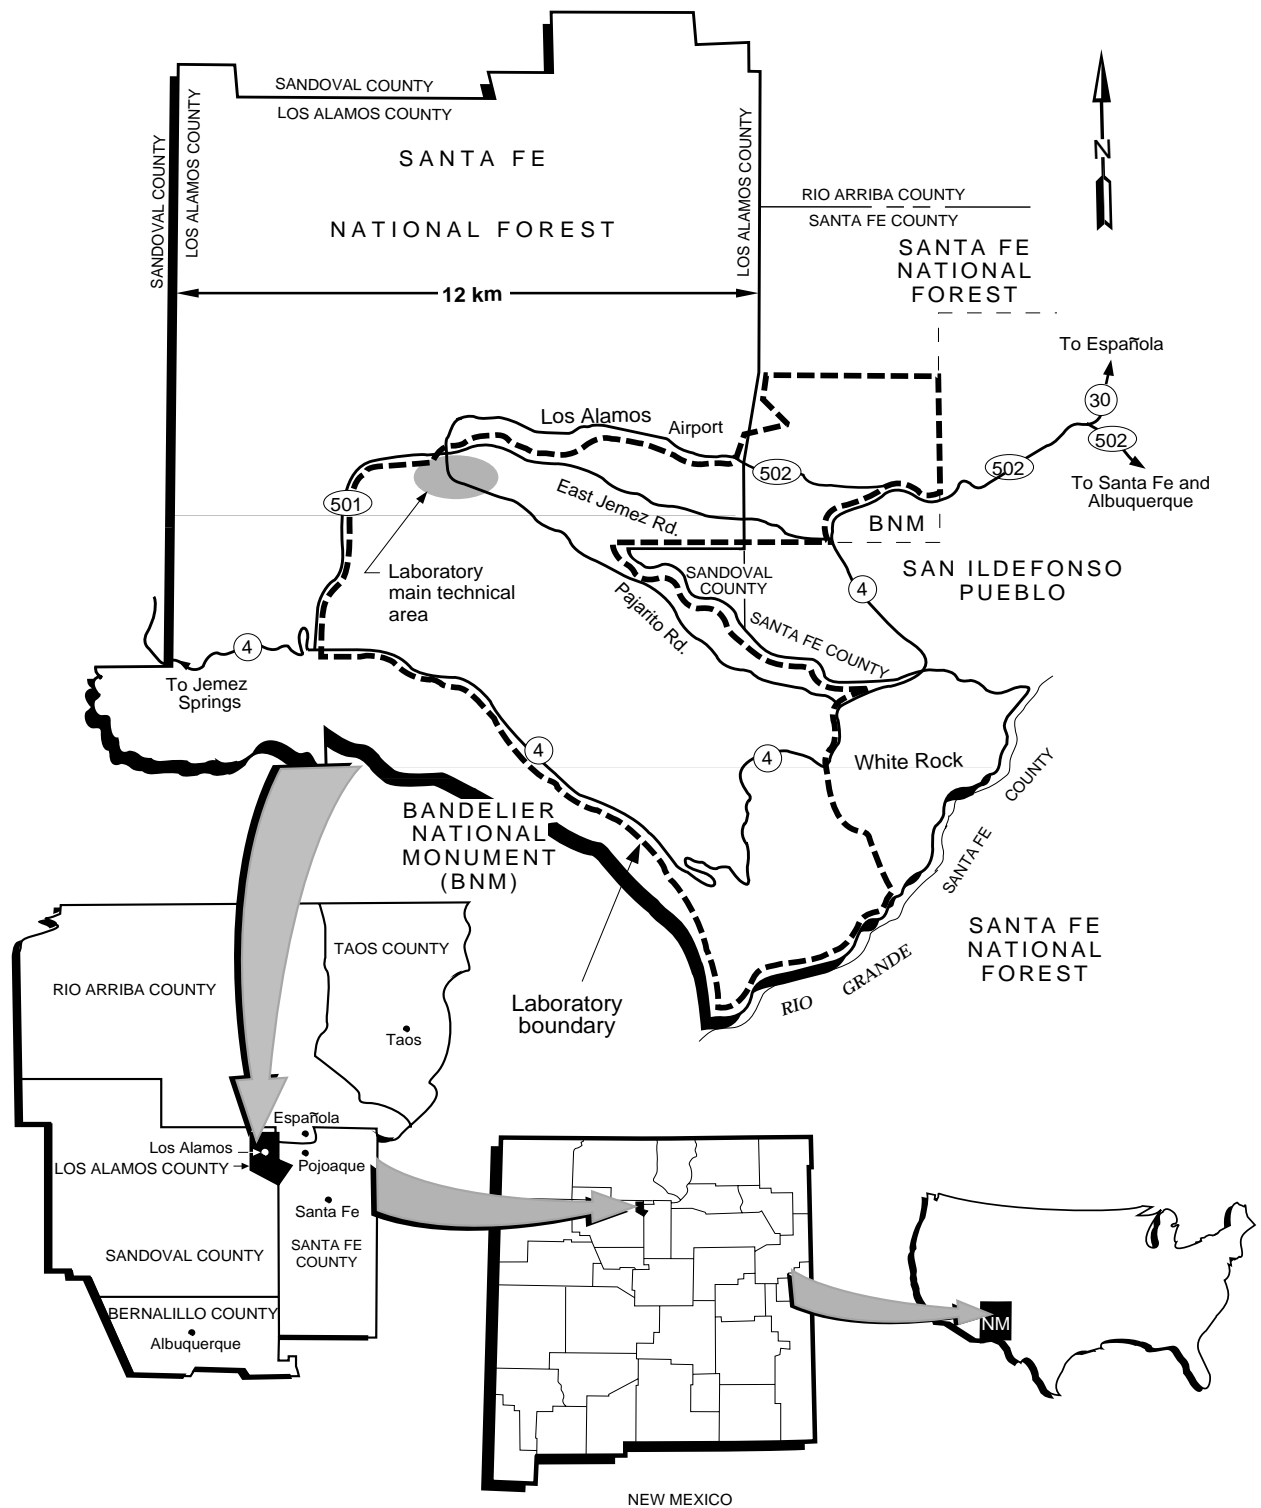 SANDOVAL COUNTY
LOS ALAMOS COUNTY
SANDOVAL COUNTY
LOS ALAMOS COUNTY
LOS ALAMOS COUNTY
SANTA FE
NATIONAL FOREST
N
RIO ARRIBA COUNTY
SANTA FE COUNTY
SANTA FE
NATIONAL
FOREST
12 km
To Española
30
502
To Santa Fe and
Albuquerque
Los Alamos
Airport
502
502
501
East Jemez Rd.
BNM
SANDOVAL
COUNTY
SAN ILDEFONSO
PUEBLO
Laboratory
main technical
area
Pajarito Rd.
4
SANTA FE COUNTY
4
To Jemez
Springs
4
4
White Rock
SANTA FE
COUNTY
BANDELIER
NATIONAL
MONUMENT
(BNM)
SANTA FE
NATIONAL
FOREST
RIO GRANDE
Laboratory
boundary
TAOS COUNTY
RIO ARRIBA COUNTY
Taos
Española
Los Alamos
LOS ALAMOS COUNTY
Pojoaque
Santa Fe
SANTA FE
COUNTY
SANDOVAL COUNTY
BERNALILLO COUNTY
Albuquerque
NM
NEW MEXICO